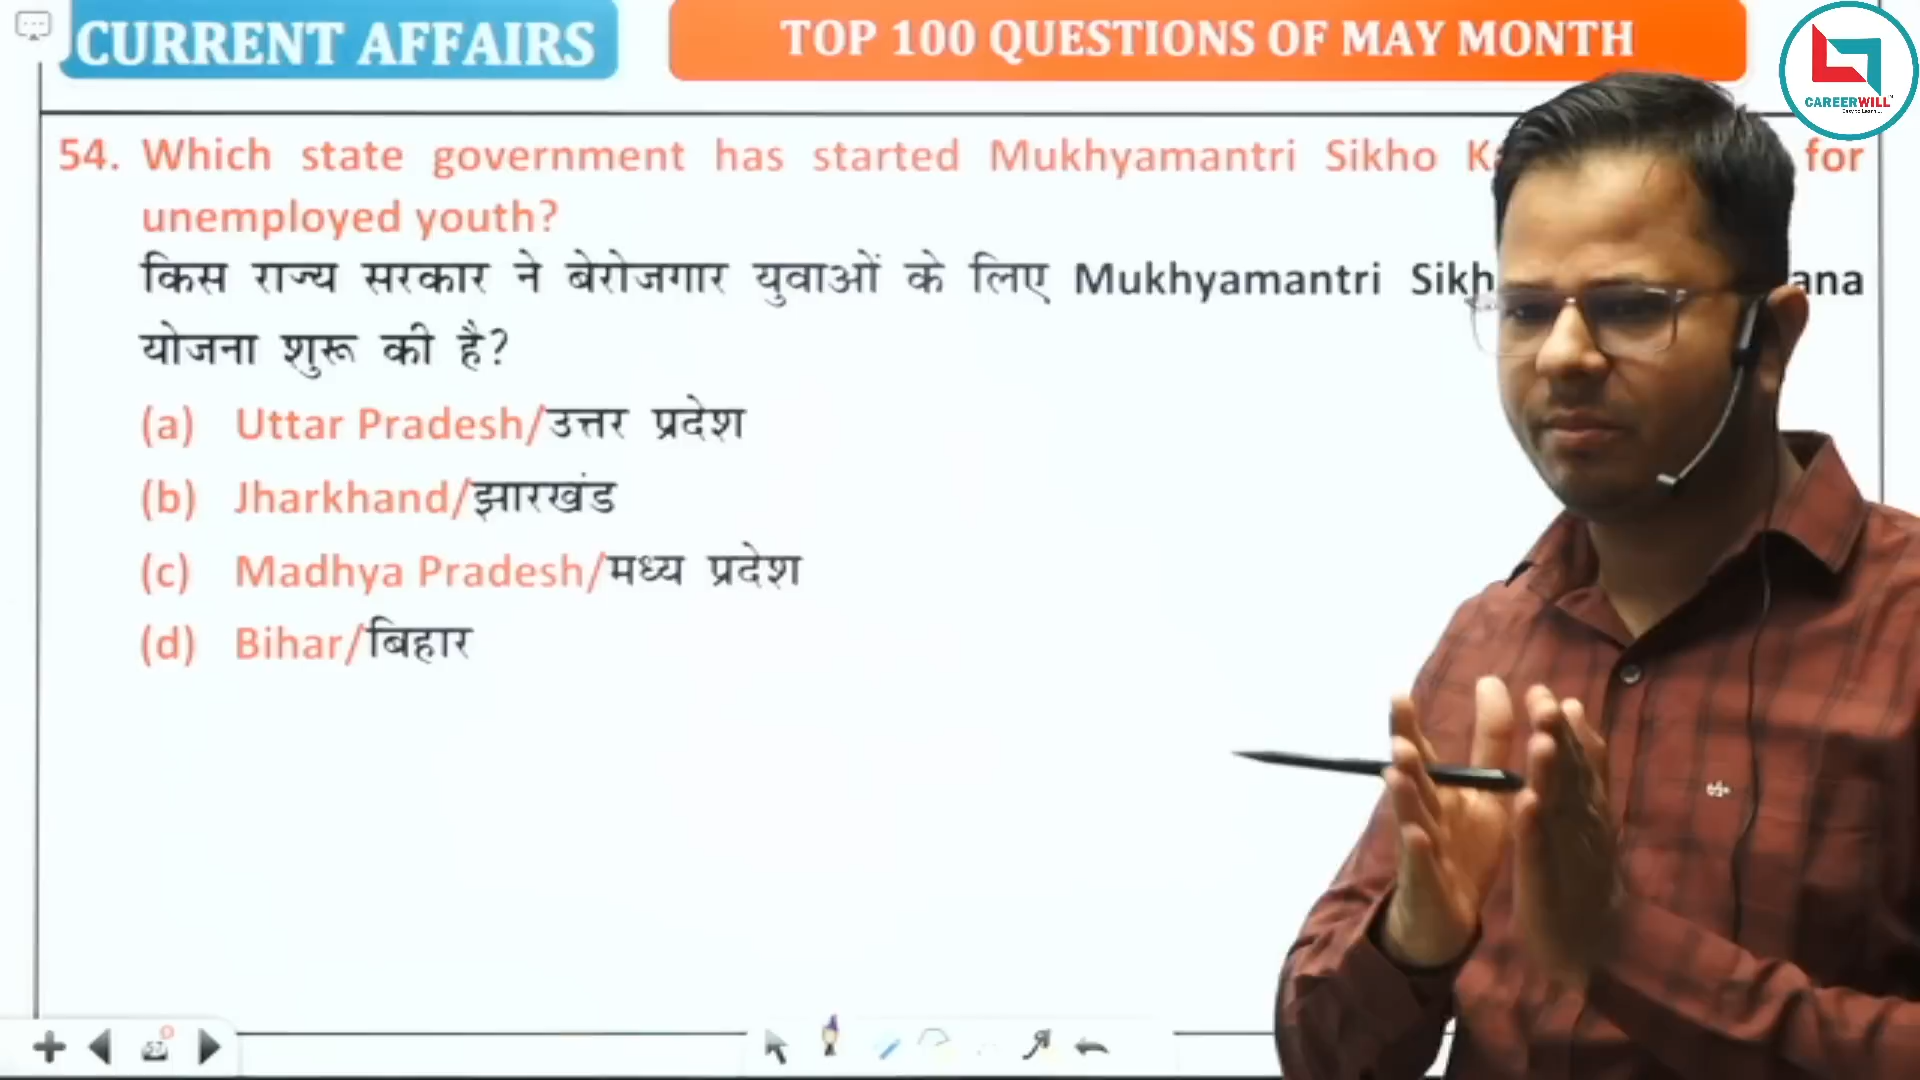 CURRENT AFFAIRS
TOP 100 QUESTIONS OF MAY MONTH
CAREERWILL
54. Which state government has started Mukhyamantri Sikho for
unemployed youth?
किस राज्य सरकार ने बेरोजगार युवाओं के लिए Mukhyamantri Sikh ana
योजना शुरू की है?
(a) Uttar Pradesh/उत्तर प्रदेश
(b) Jharkhand/झारखंड
(c) Madhya Pradesh/मध्य प्रदेश
(d) Bihar/बिहार